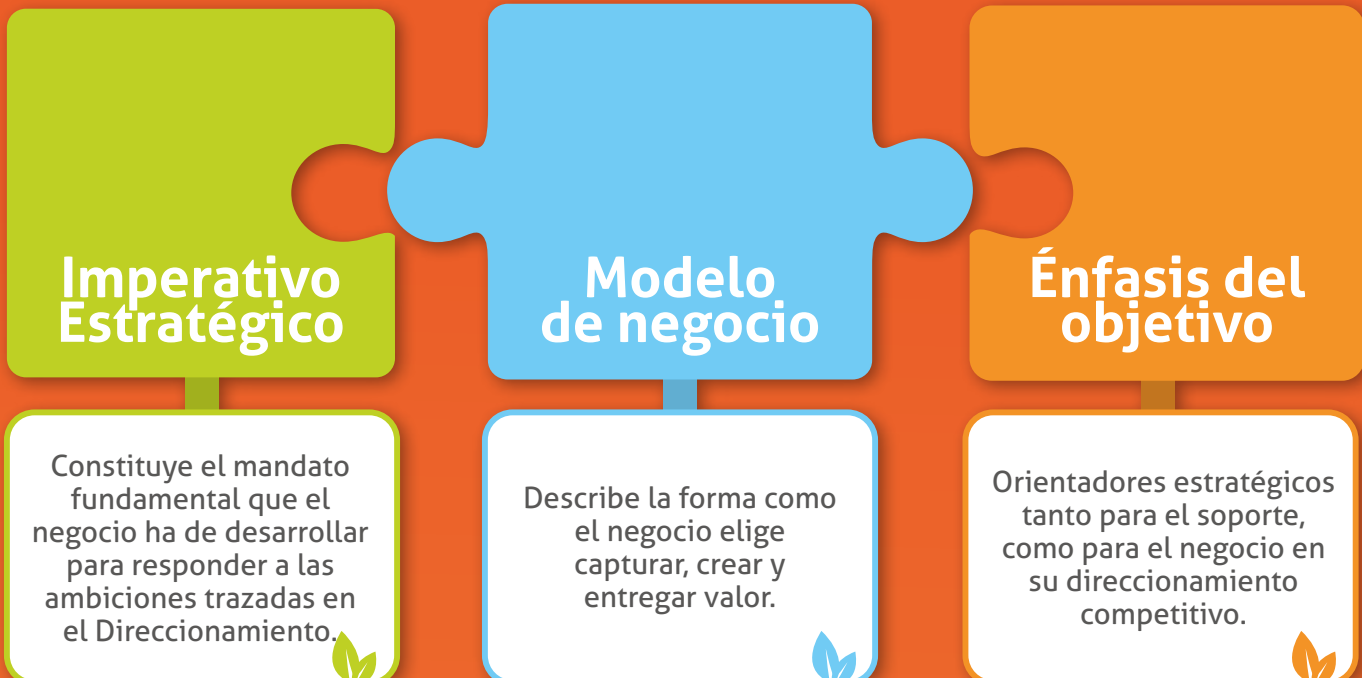 Imperativo
Estratégico
Constituye el mandato
fundamental que el
negocio ha de desarrollar
para responder a las
ambiciones trazadas en
el Direccionamiento.
Modelo
de negocio
Describe la forma como
el negocio elige
capturar, crear y
entregar valor.
Énfasis del
objetivo
Orientadores estratégicos
tanto para el soporte,
como para el negocio en
su direccionamiento
competitivo.